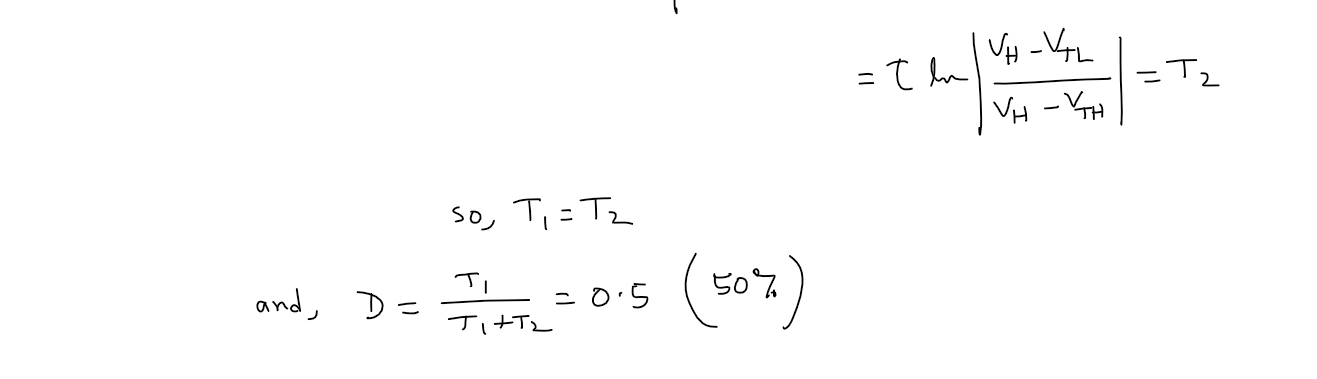 = τ ln |(V_H - V_TL) / (V_H - V_TH)| = T_2
so, T_1 = T_2
and, D = T_1 / (T_1 + T_2) = 0.5 (50%)